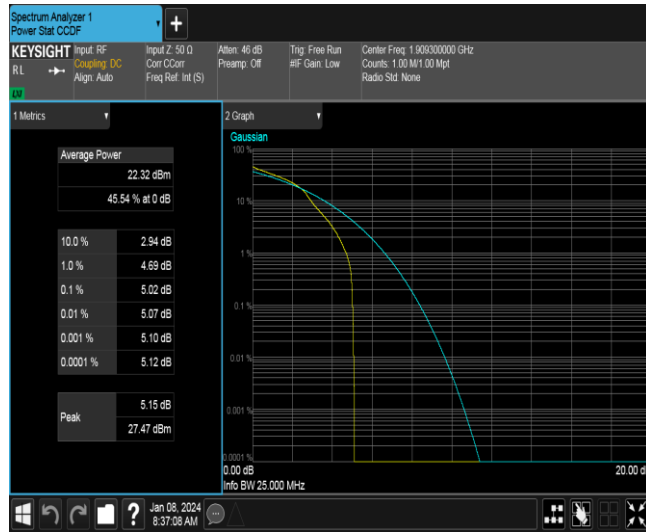 Spectrum Analyzer 1
Power Stat CCDF
+
KEYSIGHT
RL
LXI
Input: RF
Coupling: DC
Align: Auto
Input Z: 50 Ω
Corr CCorr
Freq Ref: Int (S)
Atten: 46 dB
Preamp: Off
Trig: Free Run
#IF Gain: Low
Center Freq: 1.909300000 GHz
Counts: 1.00 M/1.00 Mpt
Radio Std: None
1 Metrics
Average Power
22.32 dBm
45.54 % at 0 dB
10.0 % 2.94 dB
1.0 % 4.69 dB
0.1 % 5.02 dB
0.01 % 5.07 dB
0.001 % 5.10 dB
0.0001 % 5.12 dB
Peak
5.15 dB
27.47 dBm
2 Graph
Gaussian
100 %
10 %
1 %
0.1 %
0.01 %
0.001 %
0.0001 %
0.00 dB
20.00 d
Info BW 25.000 MHz
?
Jan 08, 2024
8:37:08 AM